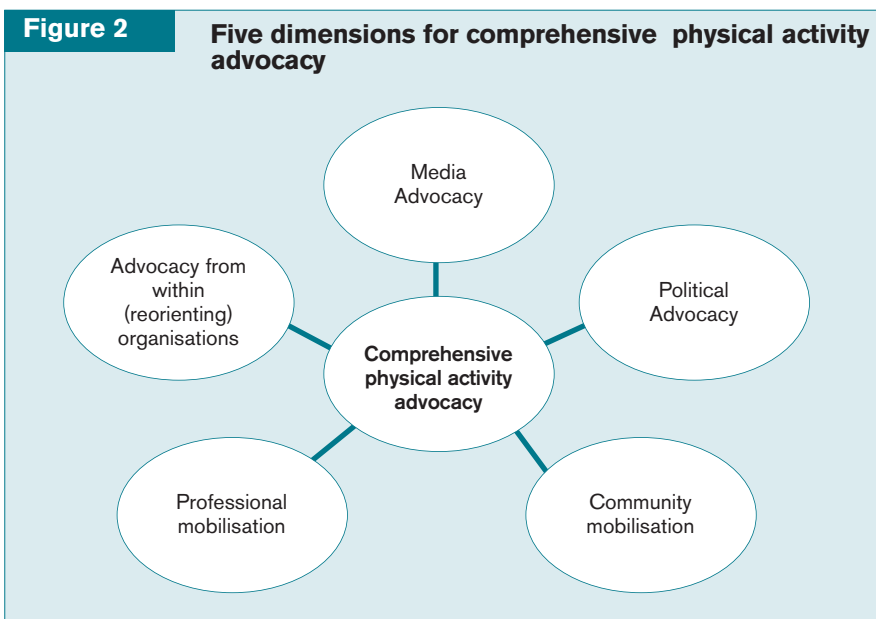 Figure 2
Five dimensions for comprehensive physical activity
advocacy
Media
Advocacy
Advocacy from
within
(reorienting)
organisations
Political
Advocacy
Comprehensive
physical activity
advocacy
Professional
mobilisation
Community
mobilisation